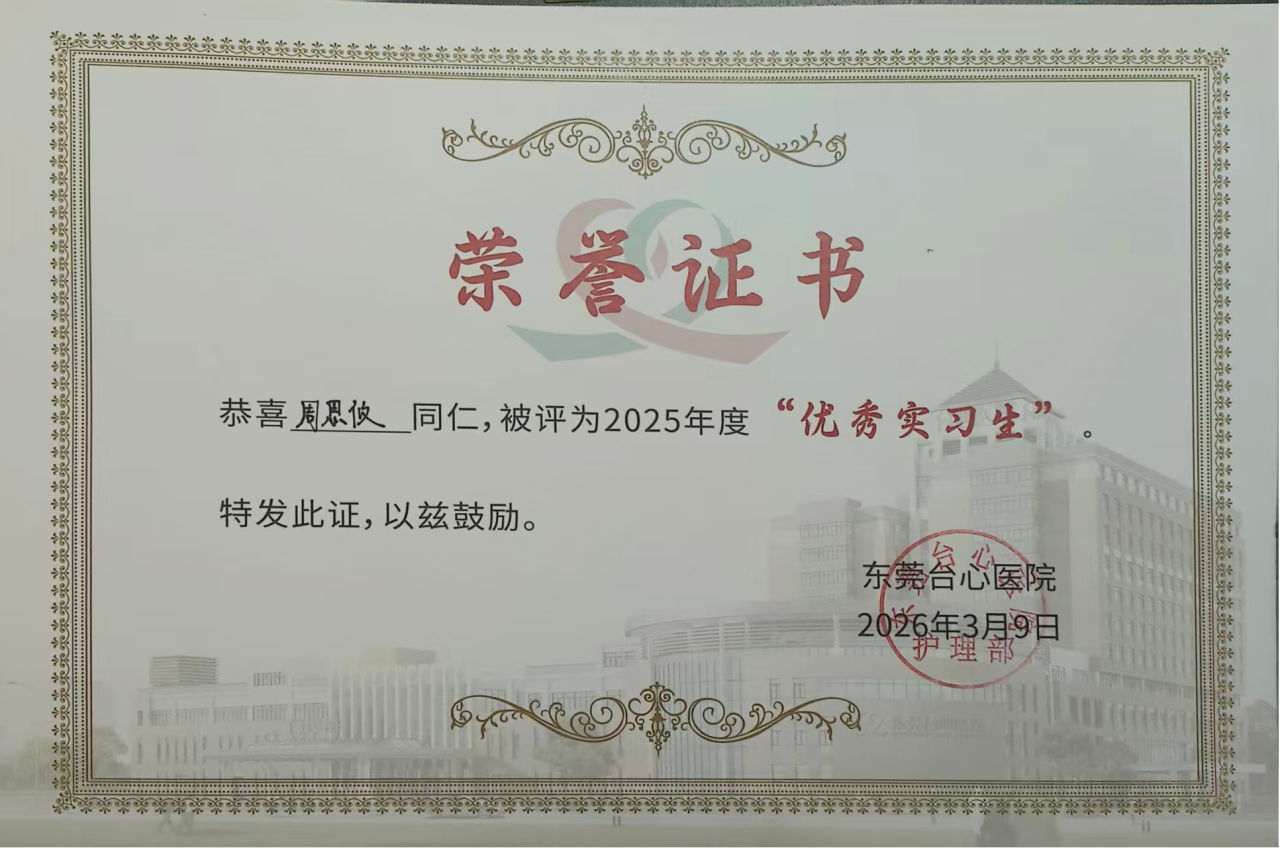 荣誉证书
恭喜周恩攸同仁，被评为2025年度“优秀实习生”。
特发此证，以兹鼓励。
东莞台心医院
2026年3月9日
护理部